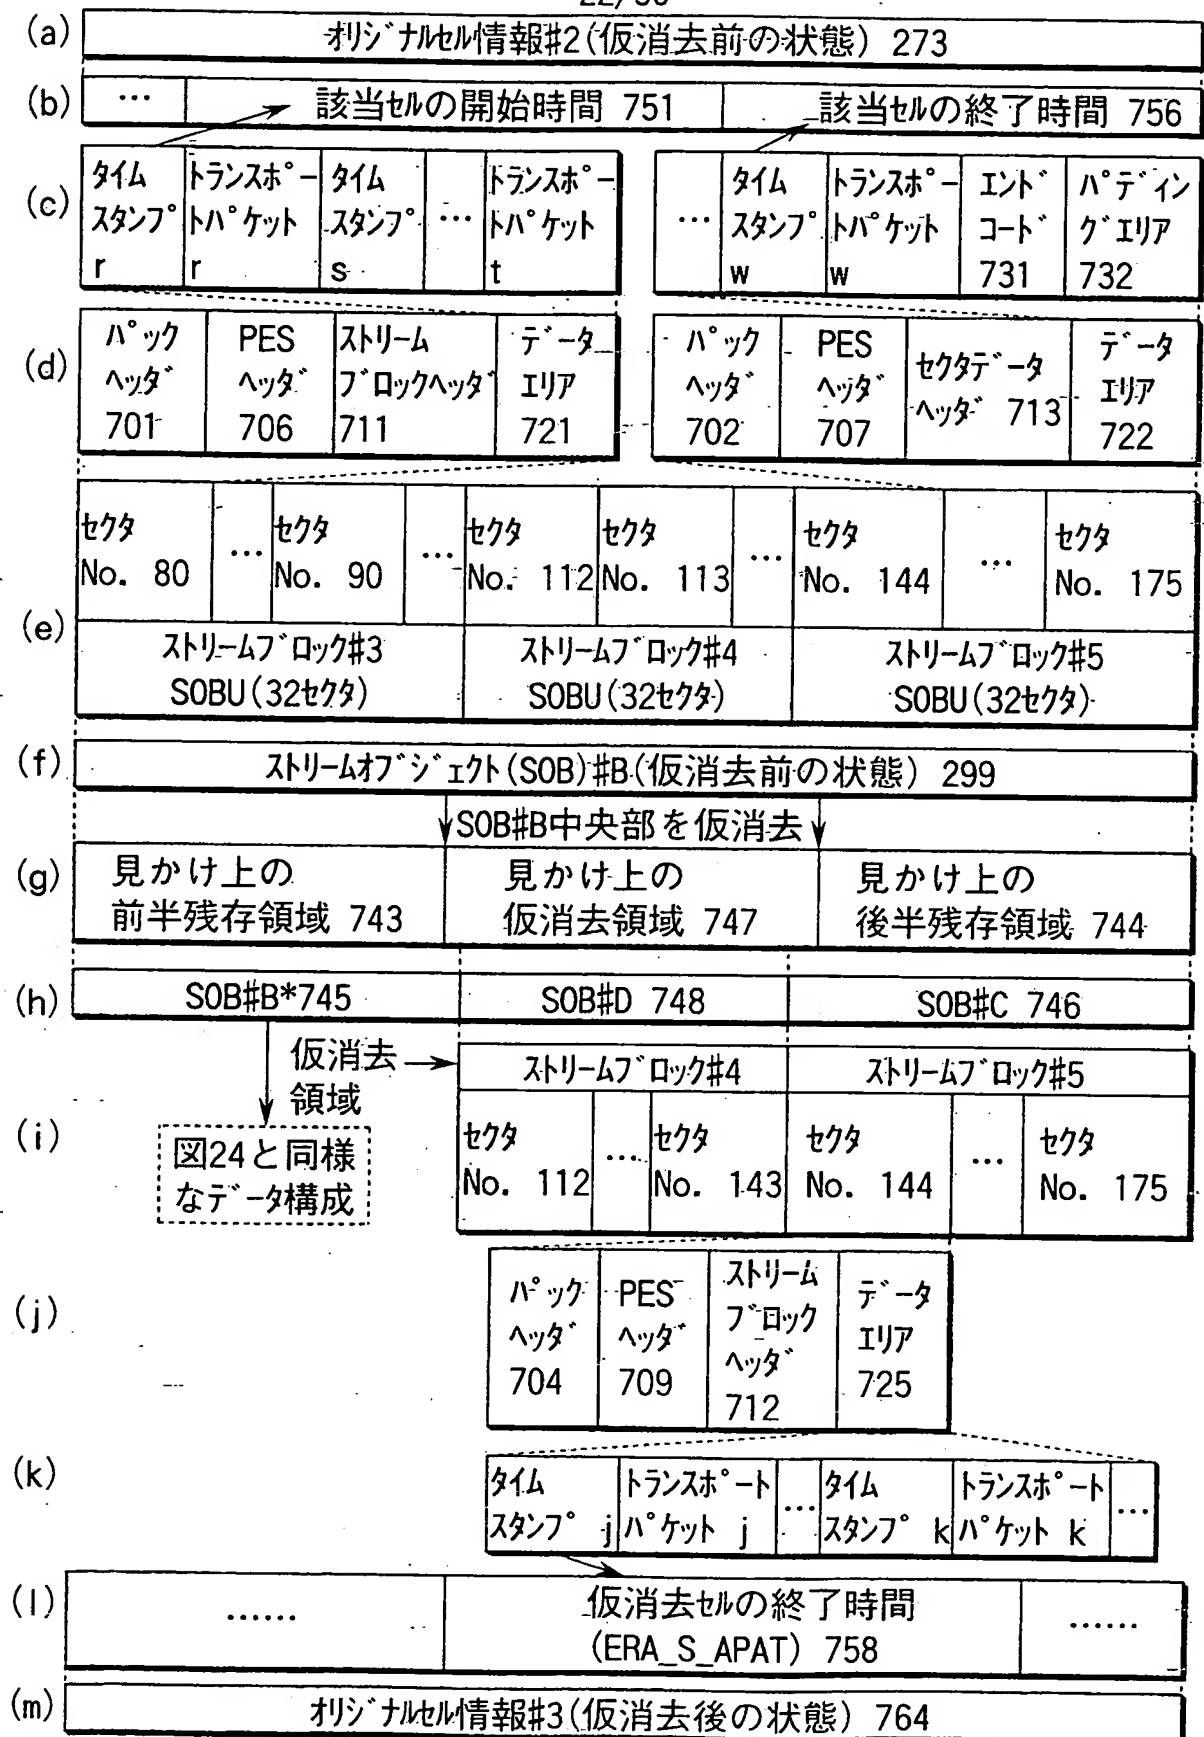 (a) オリジナルセル情報#2(仮消去前の状態) 273
(b) … 該当セルの開始時間 751 該当セルの終了時間 756
(c)
タイム
スタンプ
r
トランスポー
トパケット
r
タイム
スタンプ
s
…
トランスポー
トパケット
t
…
タイム
スタンプ
w
トランスポー
トパケット
w
エンド
コード
731
パディン
グエリア
732
(d)
パック
ヘッダ
701
PES
ヘッダ
706
ストリーム
ブロックヘッダ
711
データ
エリア
721
パック
ヘッダ
702
PES
ヘッダ
707
セクタデータ
ヘッダ 713
データ
エリア
722
(e)
セクタ
No. 80
…
セクタ
No. 90
…
セクタ
No. 112
セクタ
No. 113
…
セクタ
No. 144
…
セクタ
No. 175
ストリームブロック#3
SOBU(32セクタ)
ストリームブロック#4
SOBU(32セクタ)
ストリームブロック#5
SOBU(32セクタ)
(f) ストリームオブジェクト(SOB)#B(仮消去前の状態) 299
SOB#B中央部を仮消去
(g)
見かけ上の
前半残存領域 743
見かけ上の
仮消去領域 747
見かけ上の
後半残存領域 744
(h) SOB#B*745 SOB#D 748 SOB#C 746
仮消去
領域
ストリームブロック#4 ストリームブロック#5
(i)
図24と同様
なデータ構成
セクタ
No. 112
…
セクタ
No. 143
セクタ
No. 144
…
セクタ
No. 175
(j)
パック
ヘッダ
704
PES
ヘッダ
709
ストリーム
ブロック
ヘッダ
712
データ
エリア
725
(k)
タイム
スタンプ j
トランスポート
パケット j
…
タイム
スタンプ k
トランスポート
パケット k
…
(l)
……
仮消去セルの終了時間
(ERA_S_APAT) 758
……
(m) オリジナルセル情報#3(仮消去後の状態) 764